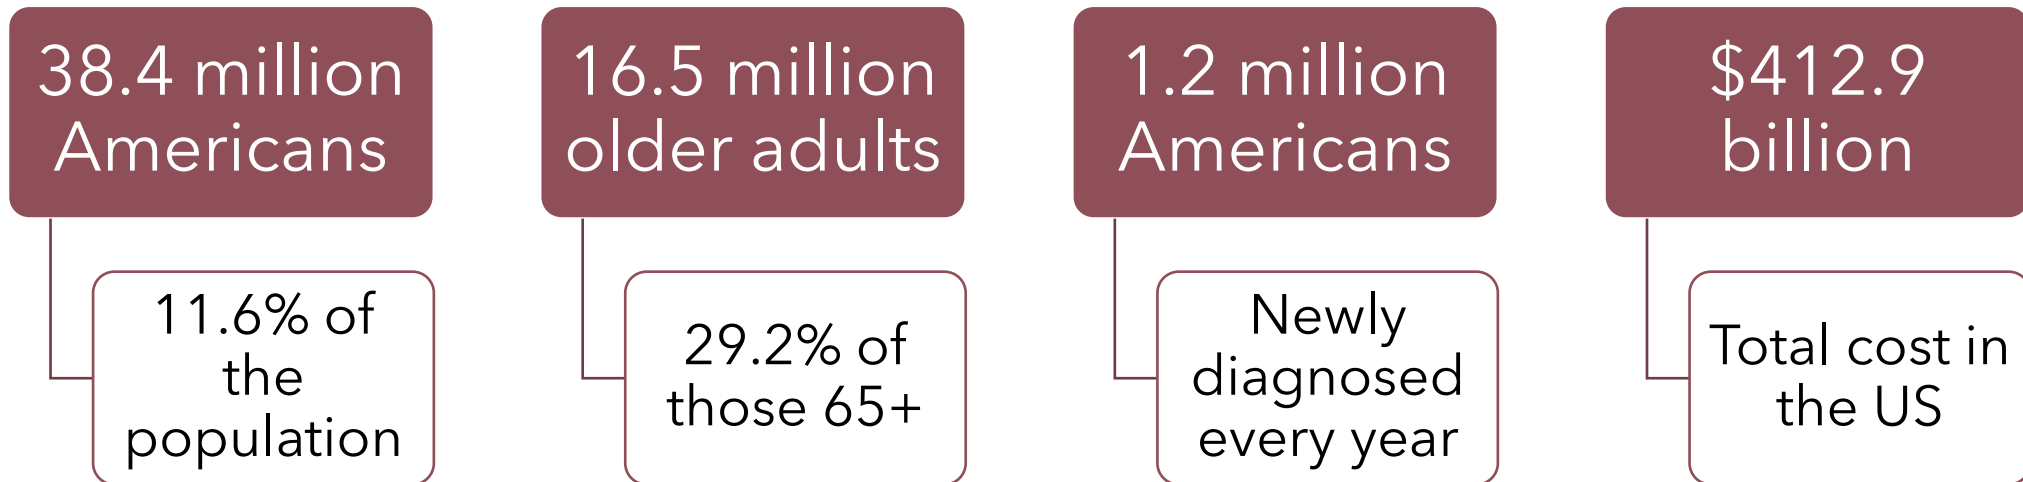 38.4 million
Americans
11.6% of
the
population
16.5 million
older adults
29.2% of
those 65+
1.2 million
Americans
Newly
diagnosed
every year
$412.9
billion
Total cost in
the US